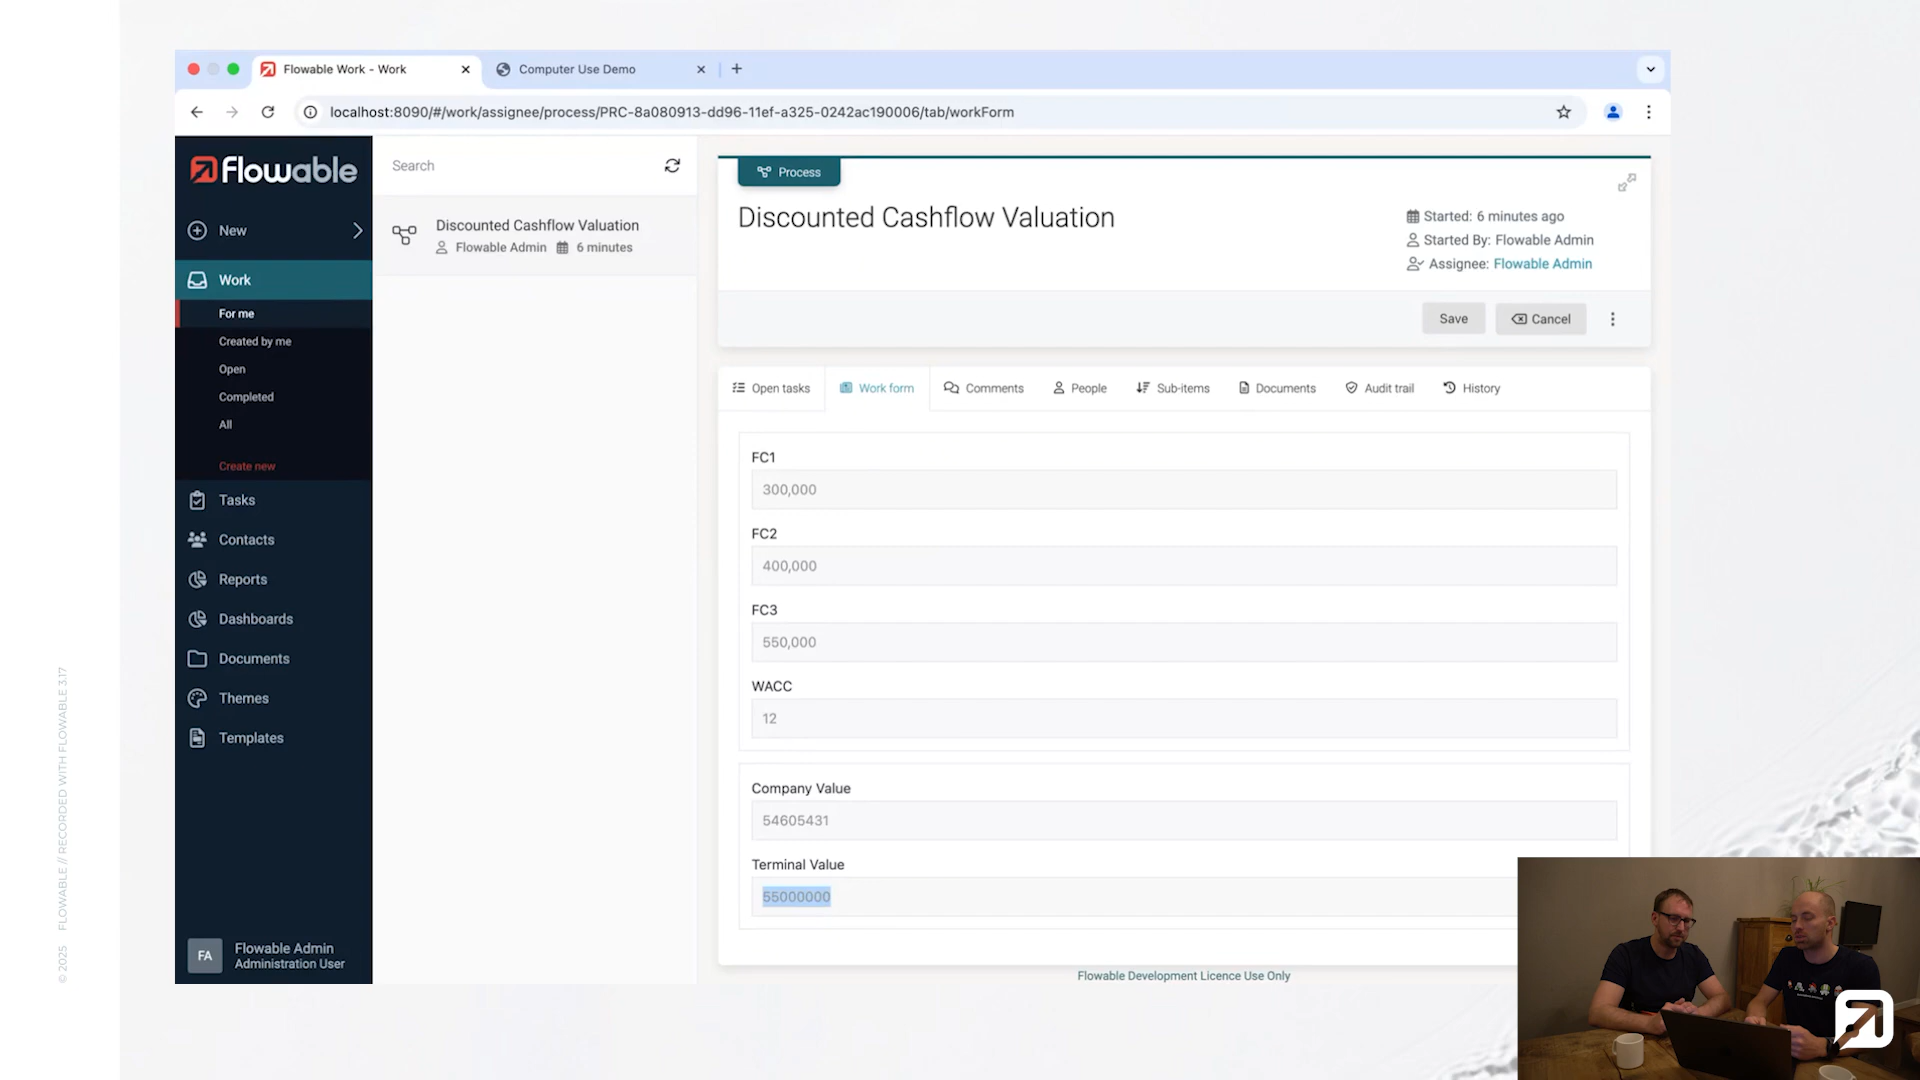 Flowable Work - Work
Computer Use Demo
localhost:8090/#/work/assignee/process/PRC-8a080913-dd96-11ef-a325-0242ac190006/tab/workForm
Flowable
New
Work
For me
Created by me
Open
Completed
All
Create new
Tasks
Contacts
Reports
Dashboards
Documents
Themes
Templates
FA
Flowable Admin
Administration User
Search
Discounted Cashflow Valuation
Flowable Admin 6 minutes
Process
Discounted Cashflow Valuation
Started: 6 minutes ago
Started By: Flowable Admin
Assignee: Flowable Admin
Save Cancel
Open tasks Work form Comments People Sub-items Documents Audit trail History
FC1
300,000
FC2
400,000
FC3
550,000
WACC
12
Company Value
54605431
Terminal Value
55000000
Flowable Development Licence Use Only
© 2025 FLOWABLE // RECORDED WITH FLOWABLE 3.17